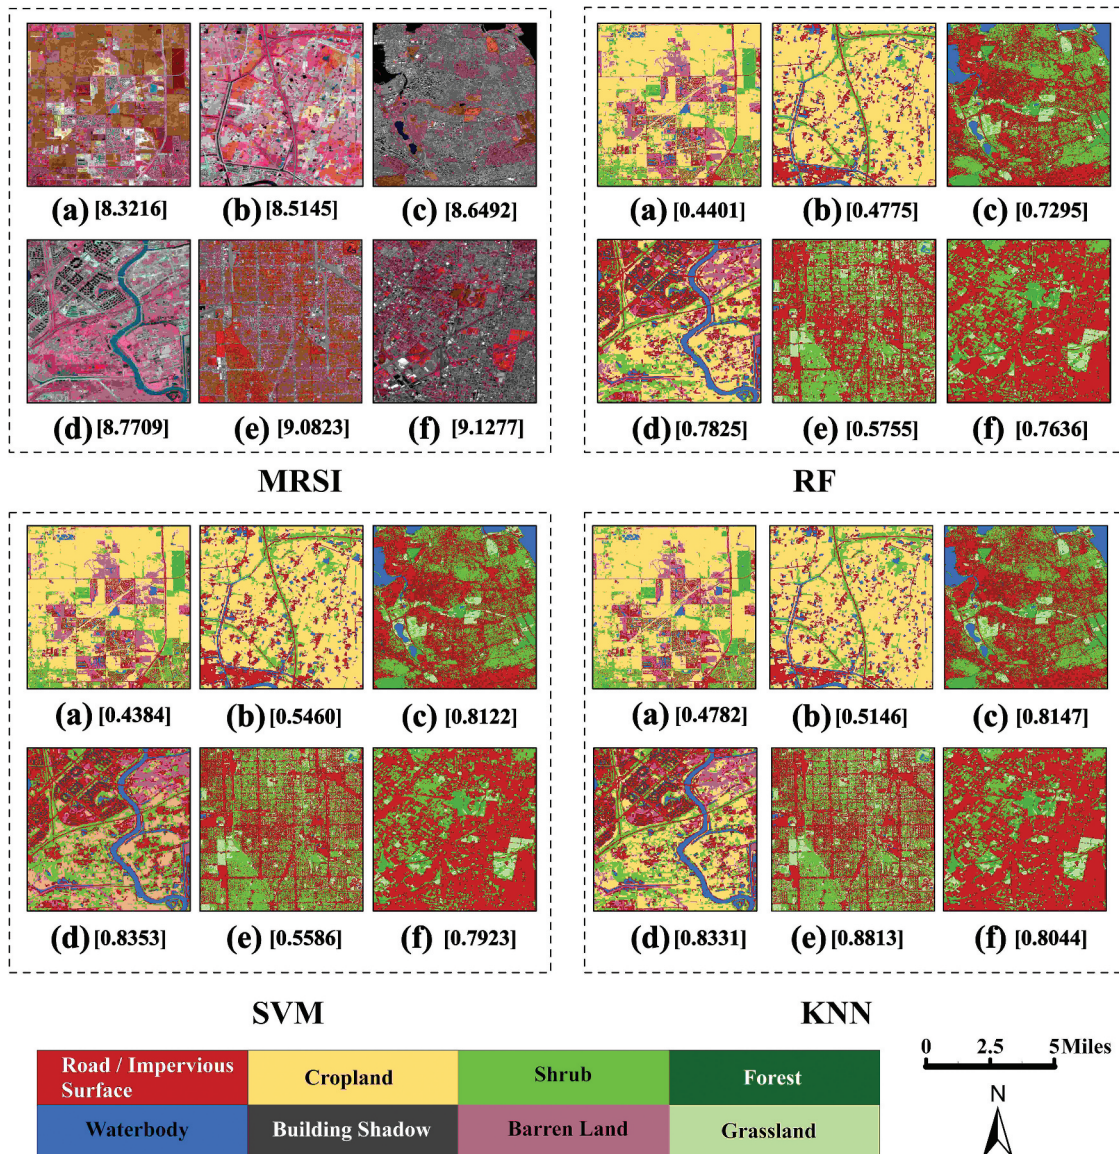 (a) [8.3216] (b) [8.5145] (c) [8.6492]
(d) [8.7709] (e) [9.0823] (f) [9.1277]
MRSI
(a) [0.4401] (b) [0.4775] (c) [0.7295]
(d) [0.7825] (e) [0.5755] (f) [0.7636]
RF
(a) [0.4384] (b) [0.5460] (c) [0.8122]
(d) [0.8353] (e) [0.5586] (f) [0.7923]
SVM
(a) [0.4782] (b) [0.5146] (c) [0.8147]
(d) [0.8331] (e) [0.8813] (f) [0.8044]
KNN
Road / Impervious
Surface
Cropland
Shrub
Forest
Waterbody
Building Shadow
Barren Land
Grassland
0 2.5 5 Miles
N